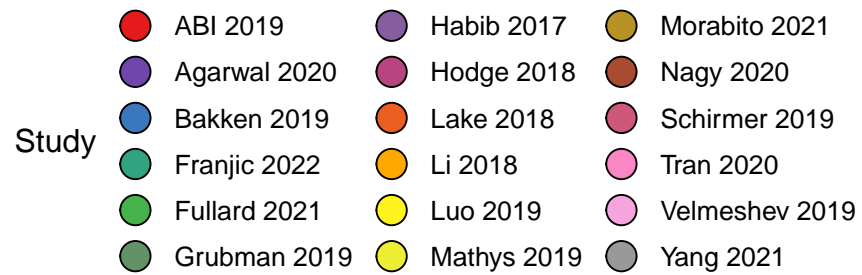 Study
ABI 2019
Agarwal 2020
Bakken 2019
Franjic 2022
Fullard 2021
Grubman 2019
Habib 2017
Hodge 2018
Lake 2018
Li 2018
Luo 2019
Mathys 2019
Morabito 2021
Nagy 2020
Schirmer 2019
Tran 2020
Velmeshev 2019
Yang 2021